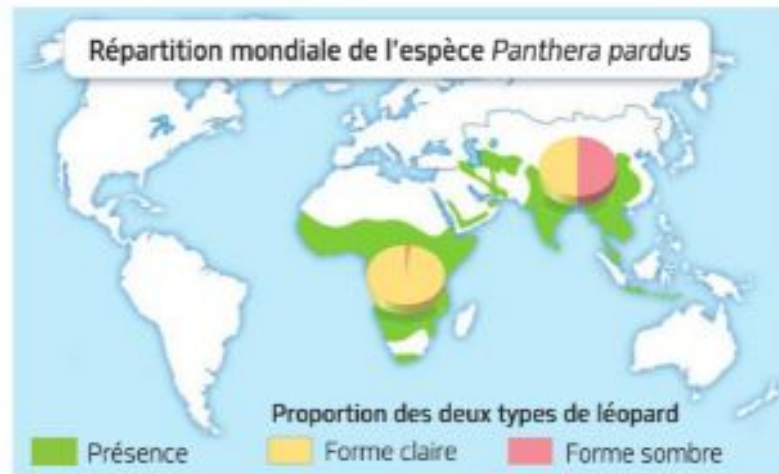 Répartition mondiale de l'espèce Panthera pardus
Proportion des deux types de léopard
Présence
Forme claire
Forme sombre